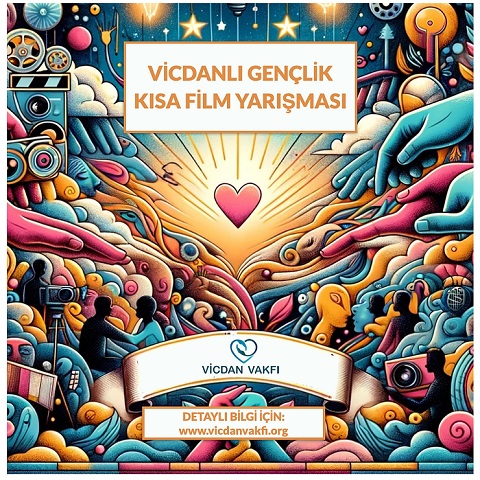 VİCDANLI GENÇLİK
KISA FİLM YARIŞMASI
VİCDAN VAKFI
DETAYLI BİLGİ İÇİN:
www.vicdanvakfi.org